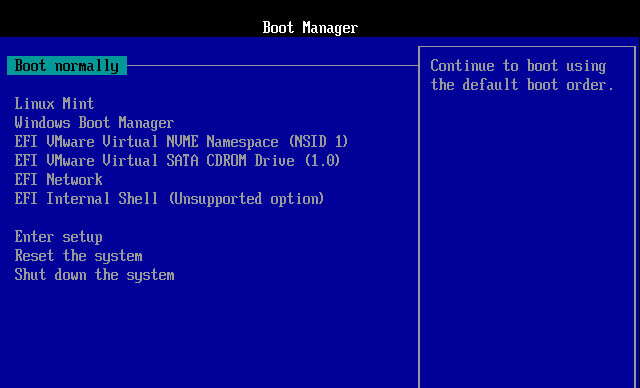 Boot Manager
Boot normally
Continue to boot using
the default boot order.
Linux Mint
Windows Boot Manager
EFI VMware Virtual NVME Namespace (NSID 1)
EFI VMware Virtual SATA CDROM Drive (1.0)
EFI Network
EFI Internal Shell (Unsupported option)
Enter setup
Reset the system
Shut down the system